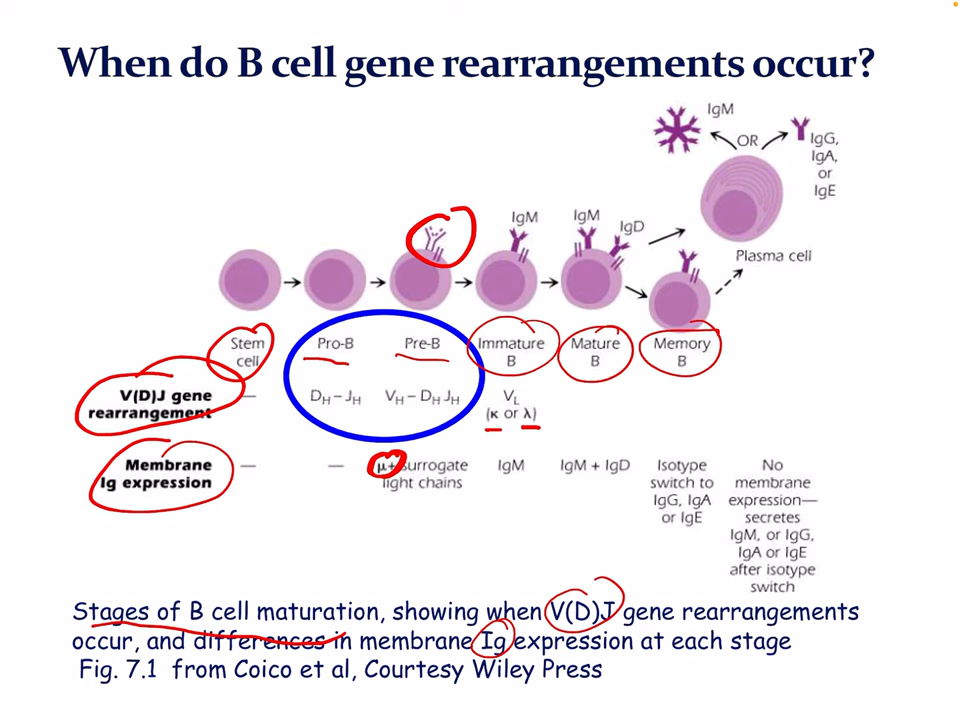 When do B cell gene rearrangements occur?
IgM
OR
IgG,
IgA,
or
IgE
IgM
IgM
IgD
Plasma cell
Stem
cell
Pro-B
Pre-B
Immature
B
Mature
B
Memory
B
V(D)J gene
rearrangement
—
D_H – J_H
V_H – D_H J_H
V_L
(κ or λ)
Membrane
Ig expression
—
—
μ+ surrogate
light chains
IgM
IgM + IgD
Isotype
switch to
IgG, IgA
or IgE
No
membrane
expression—
secretes
IgM, or IgG,
IgA or IgE
after isotype
switch
Stages of B cell maturation, showing when V(D)J gene rearrangements
occur, and differences in membrane Ig expression at each stage
Fig. 7.1 from Coico et al, Courtesy Wiley Press